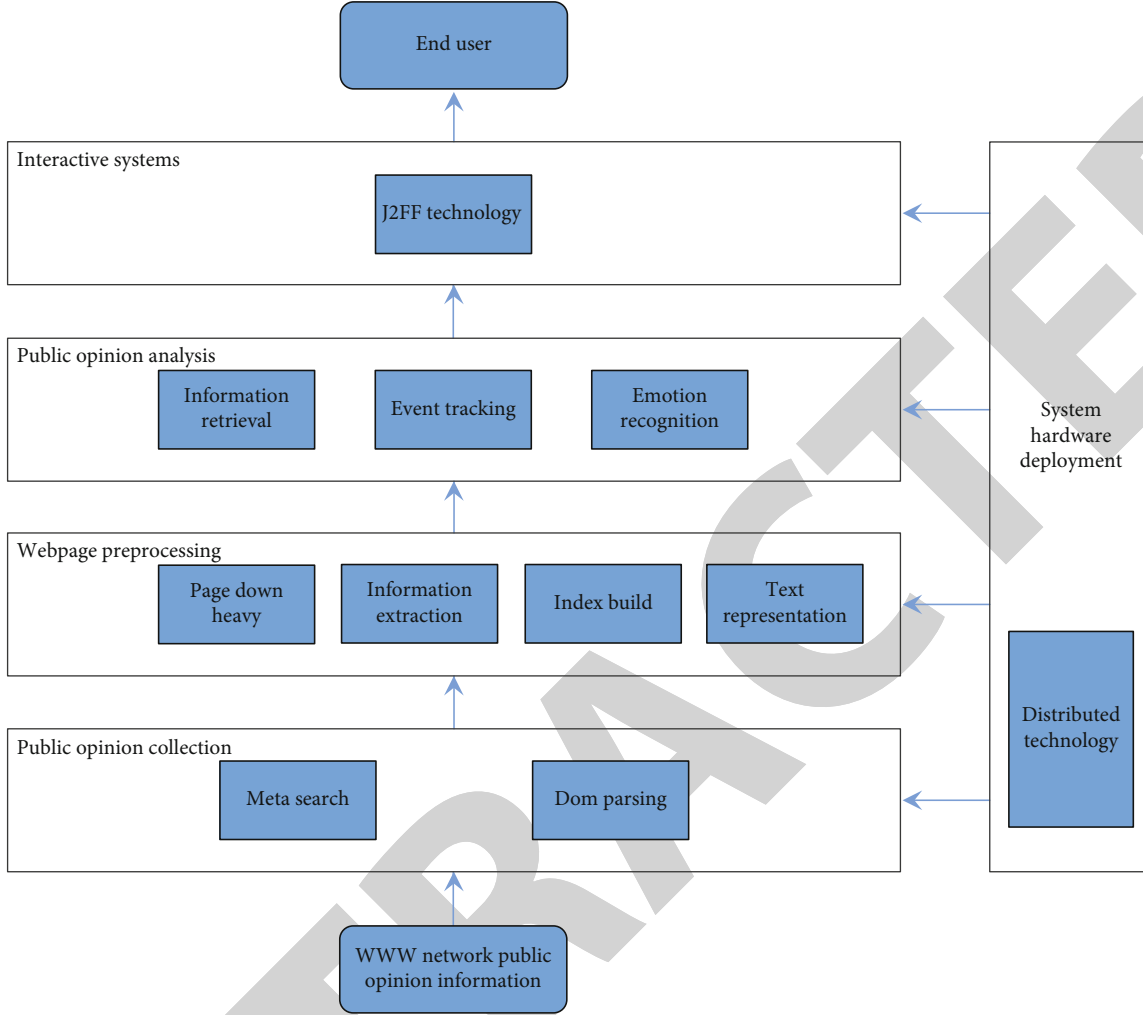 End user
Interactive systems
J2FF technology
Public opinion analysis
Information
retrieval
Event tracking
Emotion
recognition
System
hardware
deployment
Webpage preprocessing
Page down
heavy
Information
extraction
Index build
Text
representation
Distributed
technology
Public opinion collection
Meta search
Dom parsing
WWW network public
opinion information